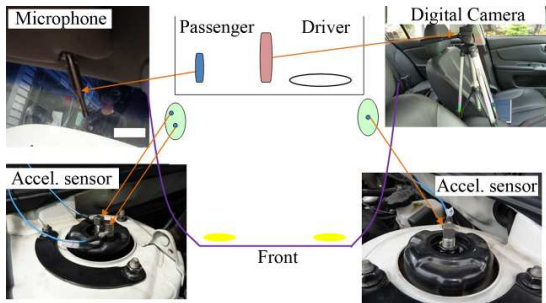 Microphone
Passenger
Driver
Digital Camera
Accel. sensor
Accel. sensor
Front